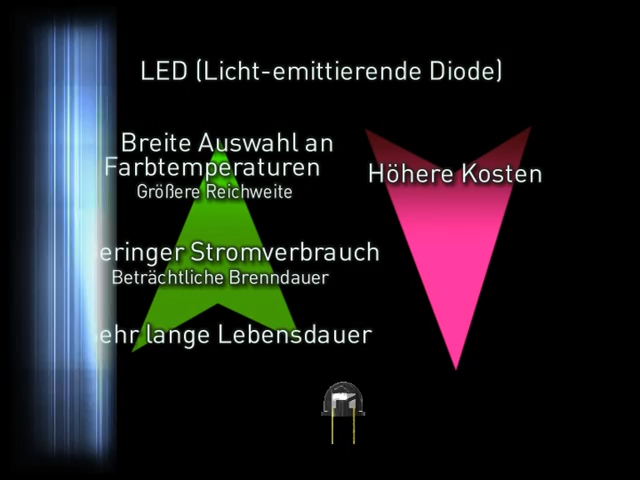 LED (Licht-emittierende Diode)
Breite Auswahl an
Farbtemperaturen
Größere Reichweite
Höhere Kosten
eringer Stromverbrauch
Beträchtliche Brenndauer
ehr lange Lebensdauer